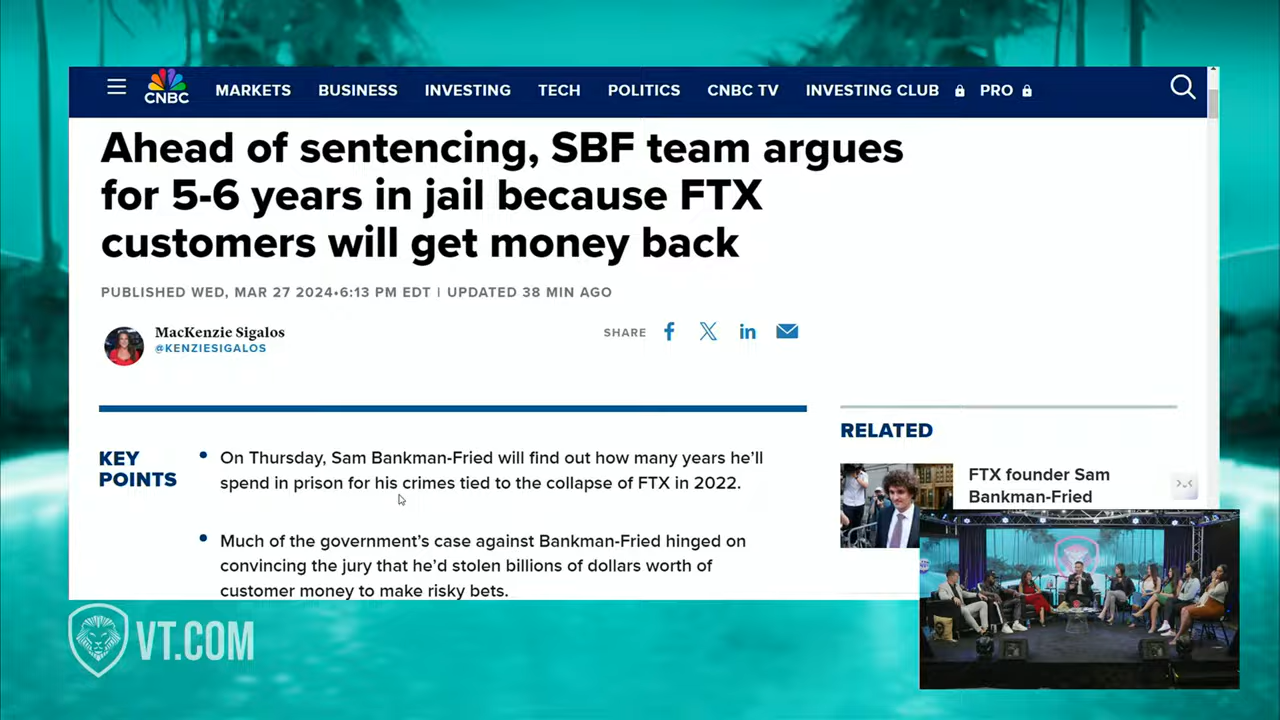 CNBC
MARKETS BUSINESS INVESTING TECH POLITICS CNBC TV INVESTING CLUB PRO
Ahead of sentencing, SBF team argues
for 5-6 years in jail because FTX
customers will get money back
PUBLISHED WED, MAR 27 2024•6:13 PM EDT | UPDATED 38 MIN AGO
MacKenzie Sigalos
@KENZIESIGALOS
SHARE
KEY
POINTS
• On Thursday, Sam Bankman-Fried will find out how many years he’ll
spend in prison for his crimes tied to the collapse of FTX in 2022.
• Much of the government’s case against Bankman-Fried hinged on
convincing the jury that he’d stolen billions of dollars worth of
customer money to make risky bets.
RELATED
FTX founder Sam
Bankman-Fried
VT.COM